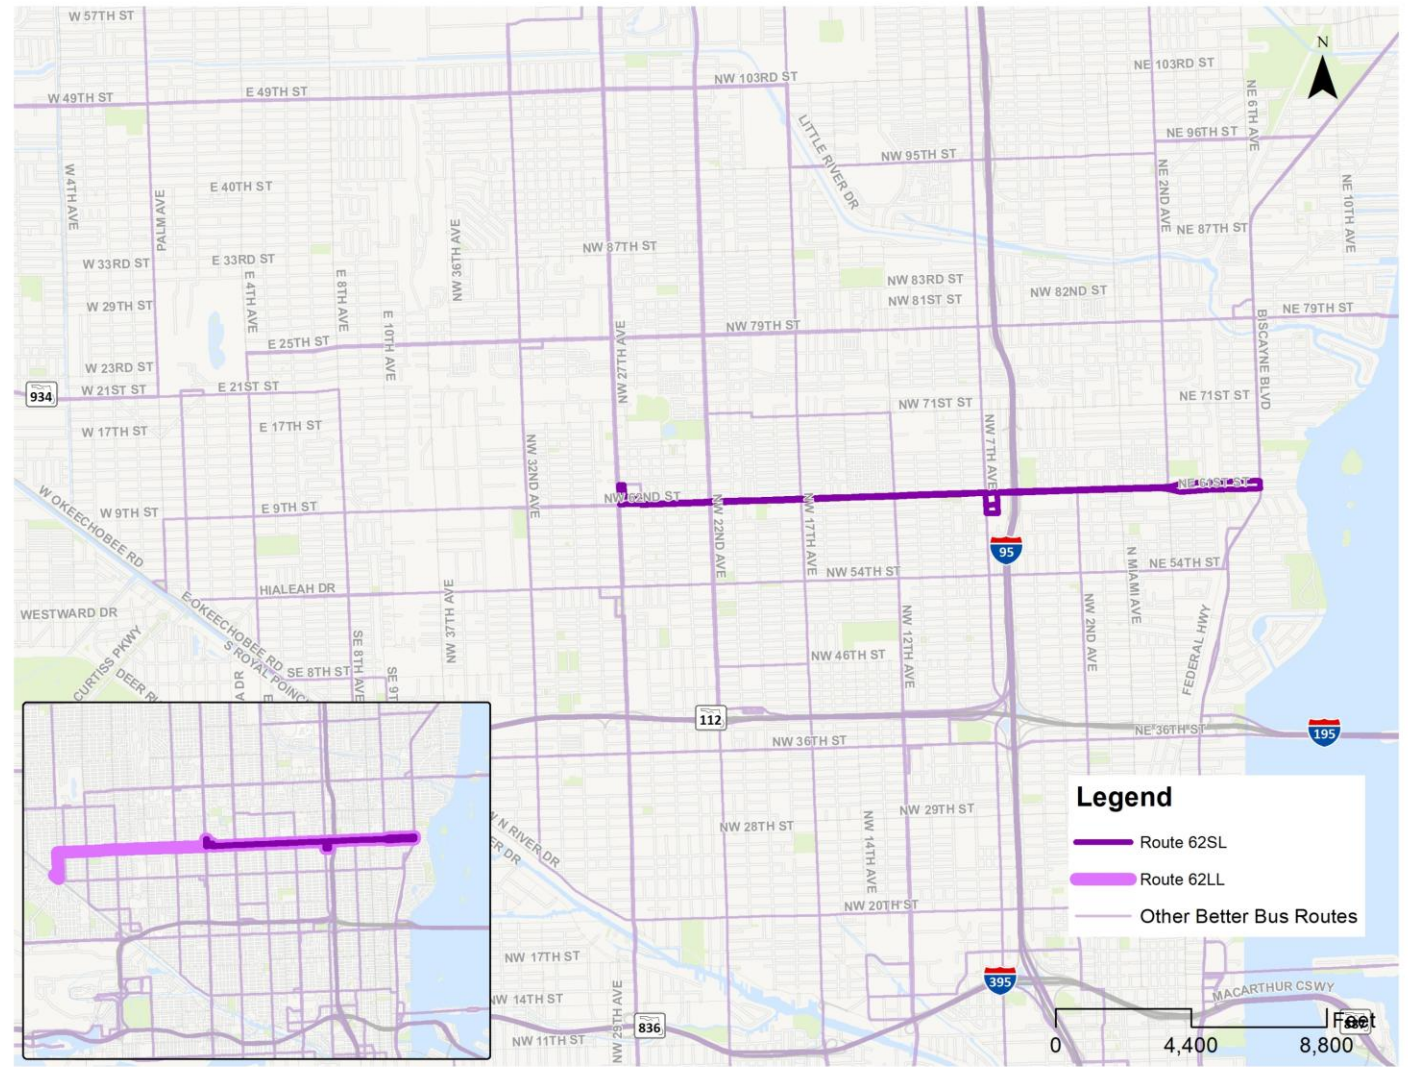 W 57TH ST
N
NW 103RD ST
NE 103RD ST
W 49TH ST
E 49TH ST
NE 6TH AVE
LITTLE RIVER DR
NE 96TH ST
NW 95TH ST
W 4TH AVE
PALM AVE
E 40TH ST
NE 2ND AVE
NE 10TH AVE
NW 36TH AVE
NE 87TH ST
NW 87TH ST
W 33RD ST
E 33RD ST
E 4TH AVE
E 8TH AVE
NW 83RD ST
NW 82ND ST
NW 81ST ST
W 29TH ST
NE 79TH ST
E 10TH AVE
NW 27TH AVE
NW 79TH ST
BISCAYNE BLVD
E 25TH ST
W 23RD ST
W 21ST ST
E 21ST ST
934
NE 71ST ST
NW 71ST ST
W 17TH ST
E 17TH ST
NW 7TH AVE
NW 32ND AVE
NE 61ST ST
NW 62ND ST
W OKEECHOBEE RD
W 9TH ST
E 9TH ST
NW 22ND AVE
NW 17TH AVE
95
N MIAMI AVE
NE 54TH ST
NW 54TH ST
HIALEAH DR
NW 37TH AVE
E OKEECHOBEE RD
WESTWARD DR
NW 12TH AVE
NW 2ND AVE
FEDERAL HWY
CURTISS PKWY
SE 8TH AVE
S ROYAL POINC
NW 46TH ST
SE 8TH ST
SE 9T
DEER RU
A DR
E
112
NE 36TH ST
195
NW 36TH ST
Legend
NW 29TH ST
NW 28TH ST
NW 14TH AVE
W N RIVER DR
ER DR
Route 62SL
Route 62LL
NW 20TH ST
Other Better Bus Routes
NW 17TH ST
395
MACARTHUR CSWY
NW 14TH ST
NW 29TH AVE
836
NW 11TH ST
Feet
0
4,400
8,800